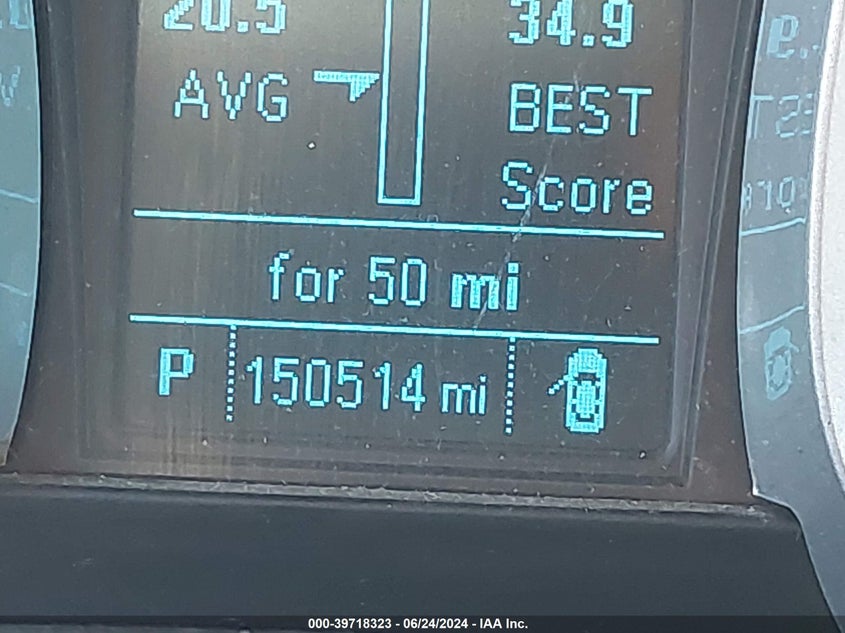 20.5 34.9
AVG BEST
Score
for 50 mi
P 150514 mi
000-39718323 - 06/24/2024 - IAA Inc.